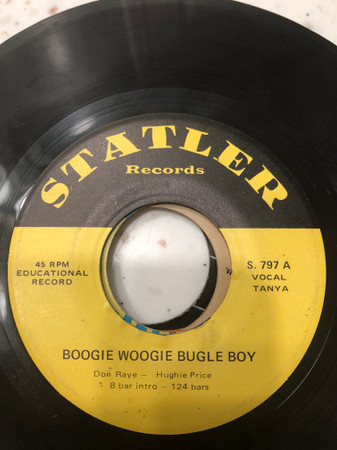 STATLER
Records
45 RPM
EDUCATIONAL
RECORD
S. 797 A
VOCAL
TANYA
BOOGIE WOOGIE BUGLE BOY
Don Raye — Hughie Price
8 bar intro — 124 bars